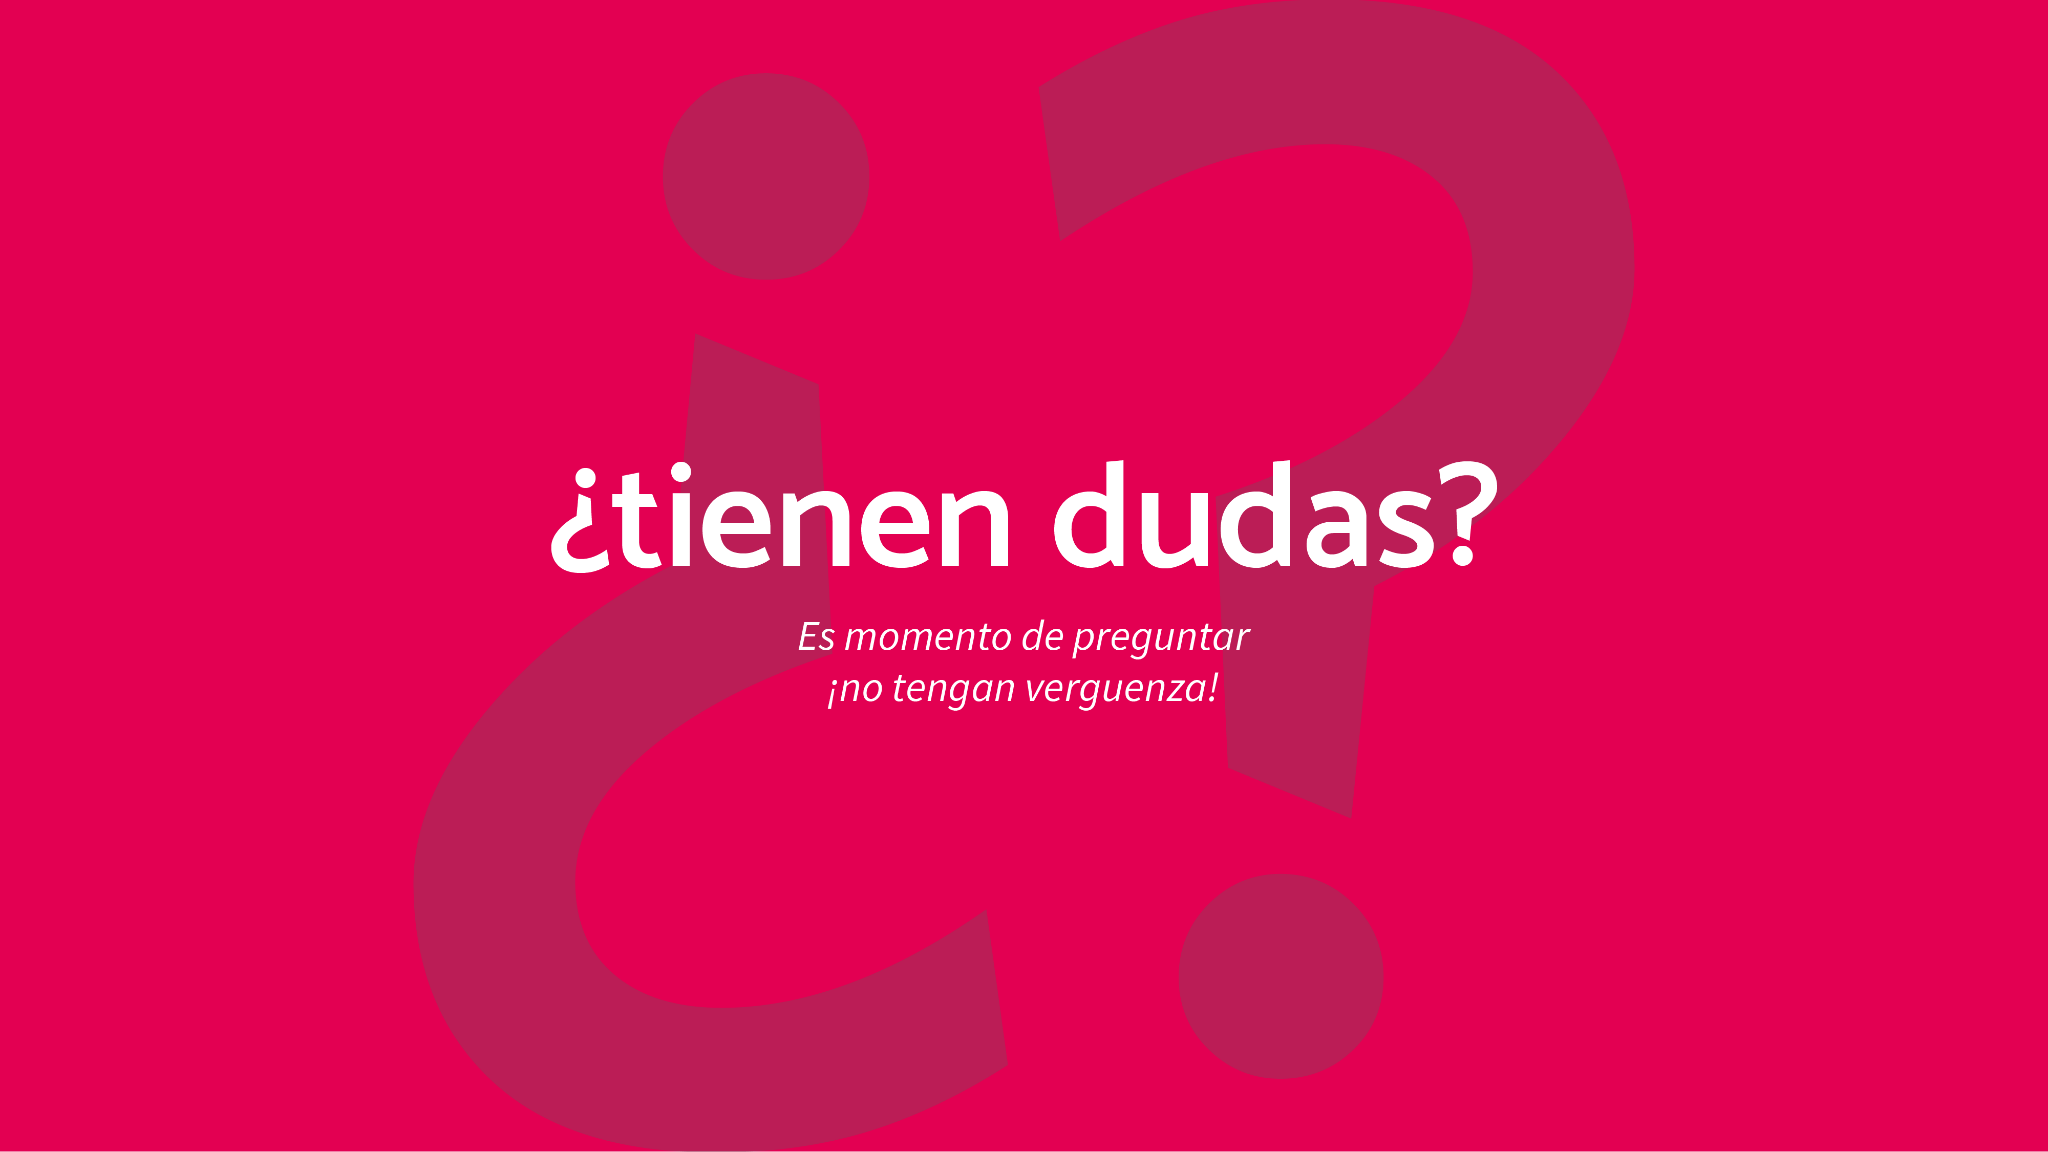 ¿tienen dudas?
Es momento de preguntar
¡no tengan verguenza!